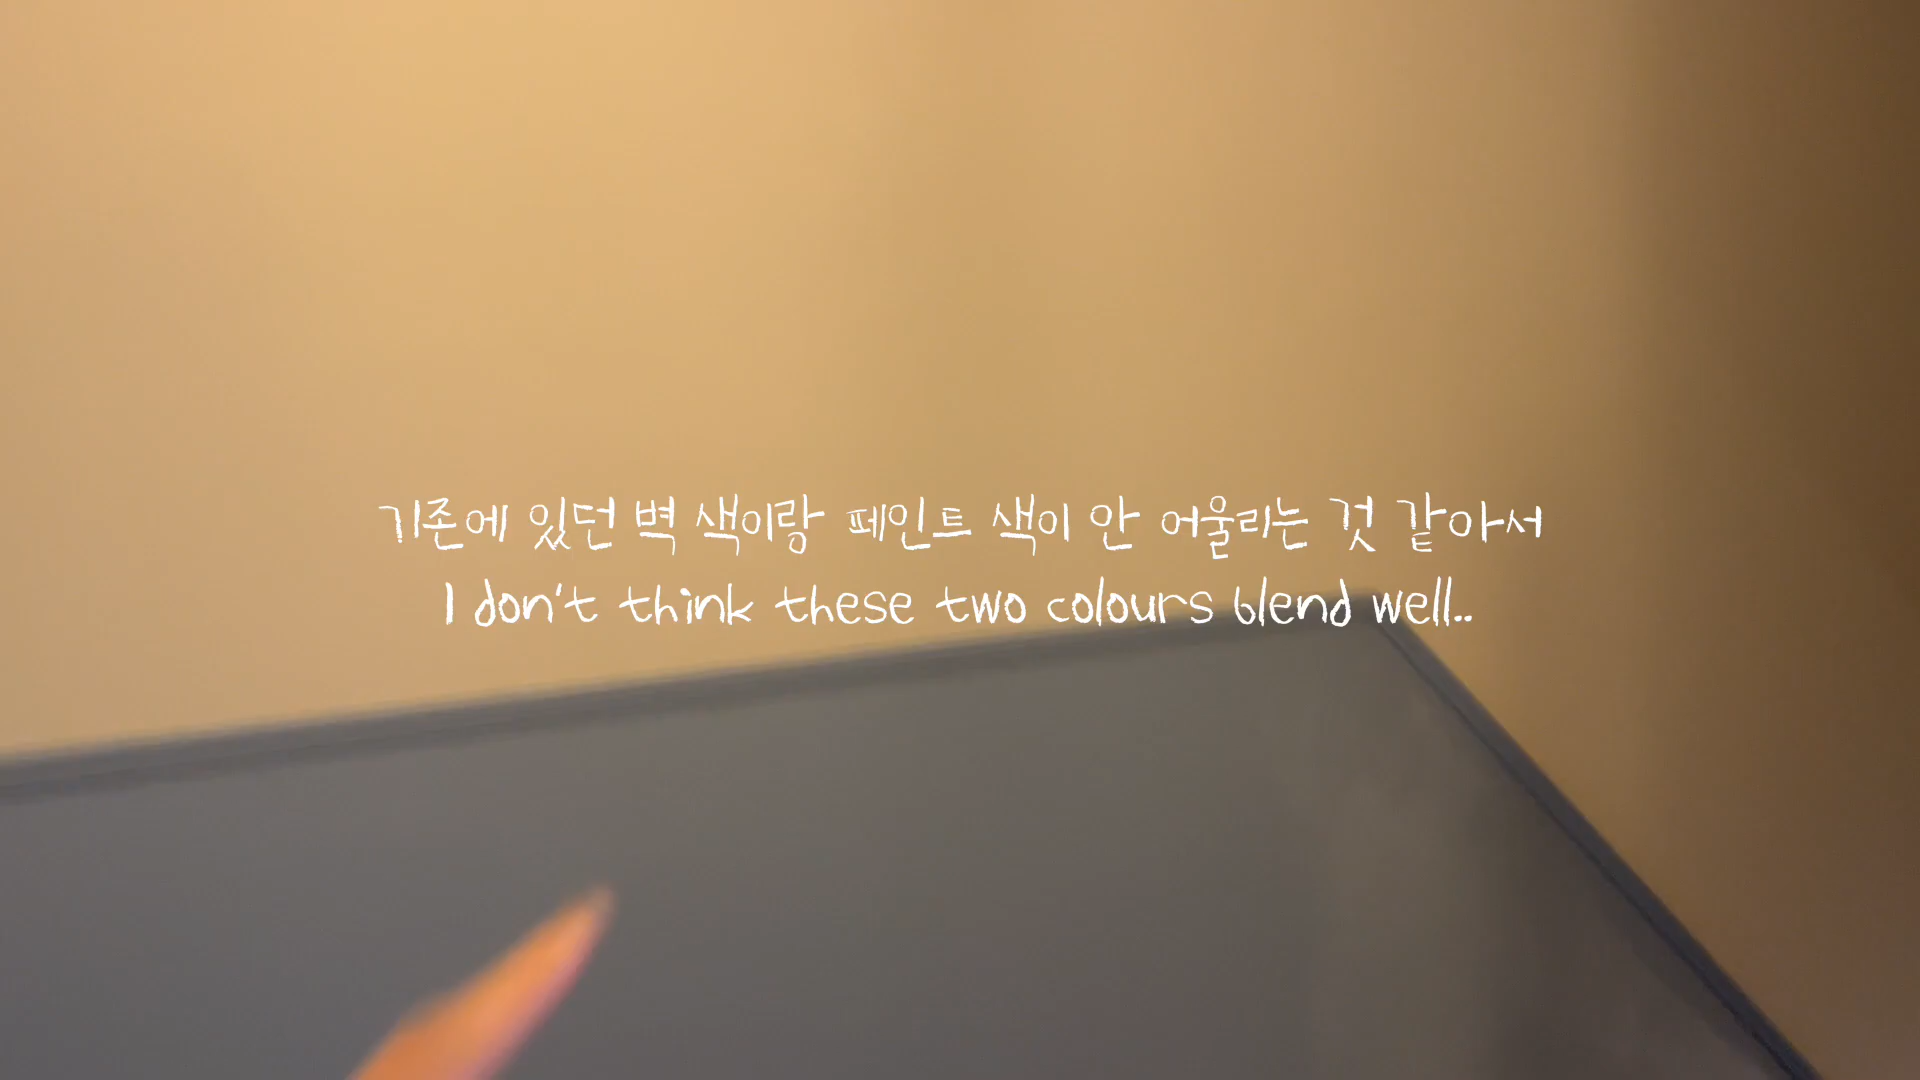 기존에 있던 벽 색이랑 페인트 색이 안 어울리는 것 같아서
I don't think these two colours blend well..